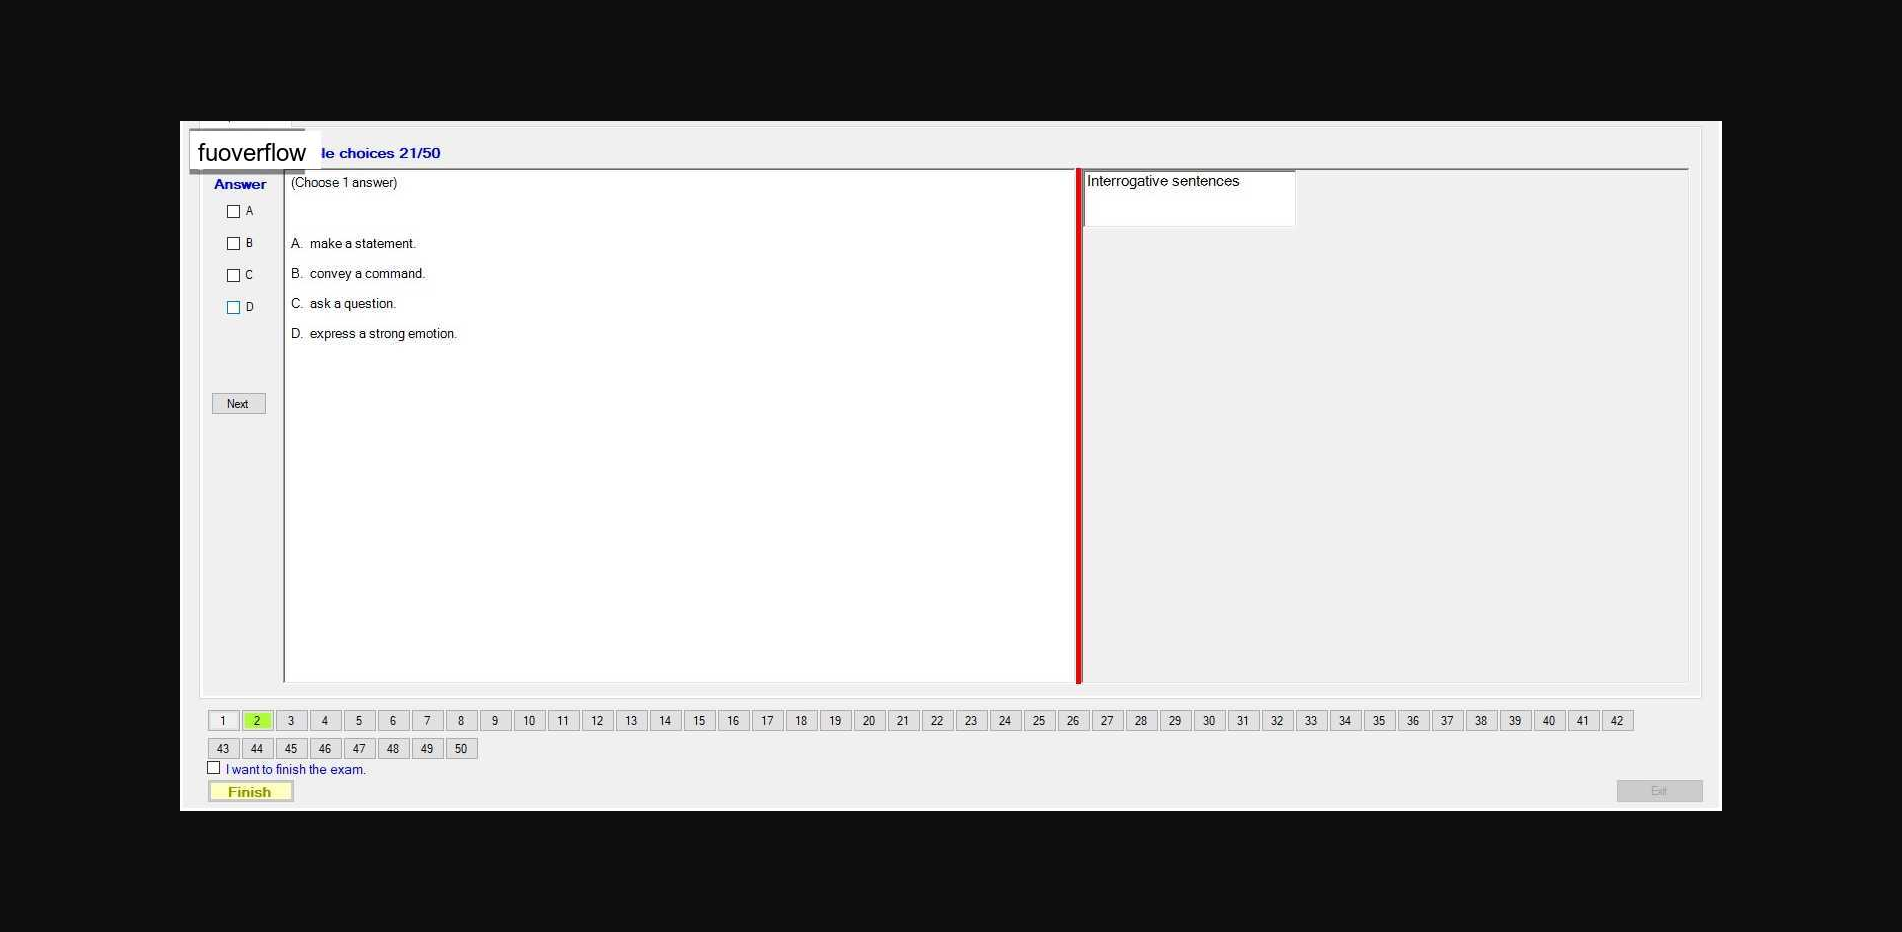 fuoverflow
le choices 21/50
Answer
(Choose 1 answer)
Interrogative sentences
A
B
C
D
A. make a statement.
B. convey a command.
C. ask a question.
D. express a strong emotion.
Next
1 2 3 4 5 6 7 8 9 10 11 12 13 14 15 16 17 18 19 20 21 22 23 24 25 26 27 28 29 30 31 32 33 34 35 36 37 38 39 40 41 42
43 44 45 46 47 48 49 50
I want to finish the exam.
Finish
Exit